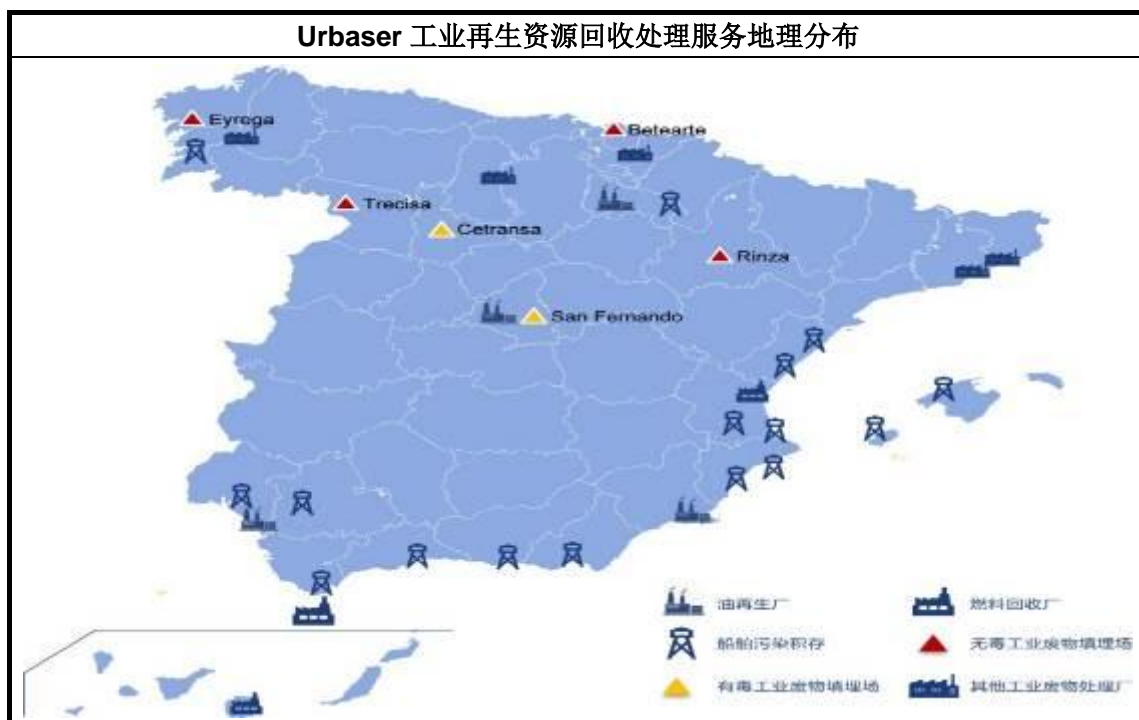 Urbaser 工业再生资源回收处理服务地理分布
Eyrega
Betearte
Trecisa
Cetransa
Rinza
San Fernando
油再生厂
燃料回收厂
船舶污染积存
无毒工业废物填埋场
有毒工业废物填埋场
其他工业废物处理厂